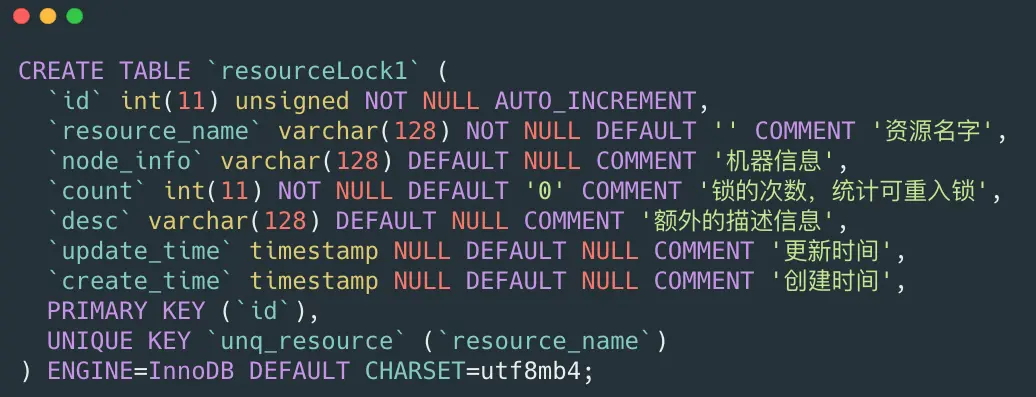 CREATE TABLE `resourceLock1` (
  `id` int(11) unsigned NOT NULL AUTO_INCREMENT,
  `resource_name` varchar(128) NOT NULL DEFAULT '' COMMENT '资源名字',
  `node_info` varchar(128) DEFAULT NULL COMMENT '机器信息',
  `count` int(11) NOT NULL DEFAULT '0' COMMENT '锁的次数，统计可重入锁',
  `desc` varchar(128) DEFAULT NULL COMMENT '额外的描述信息',
  `update_time` timestamp NULL DEFAULT NULL COMMENT '更新时间',
  `create_time` timestamp NULL DEFAULT NULL COMMENT '创建时间',
  PRIMARY KEY (`id`),
  UNIQUE KEY `unq_resource` (`resource_name`)
) ENGINE=InnoDB DEFAULT CHARSET=utf8mb4;